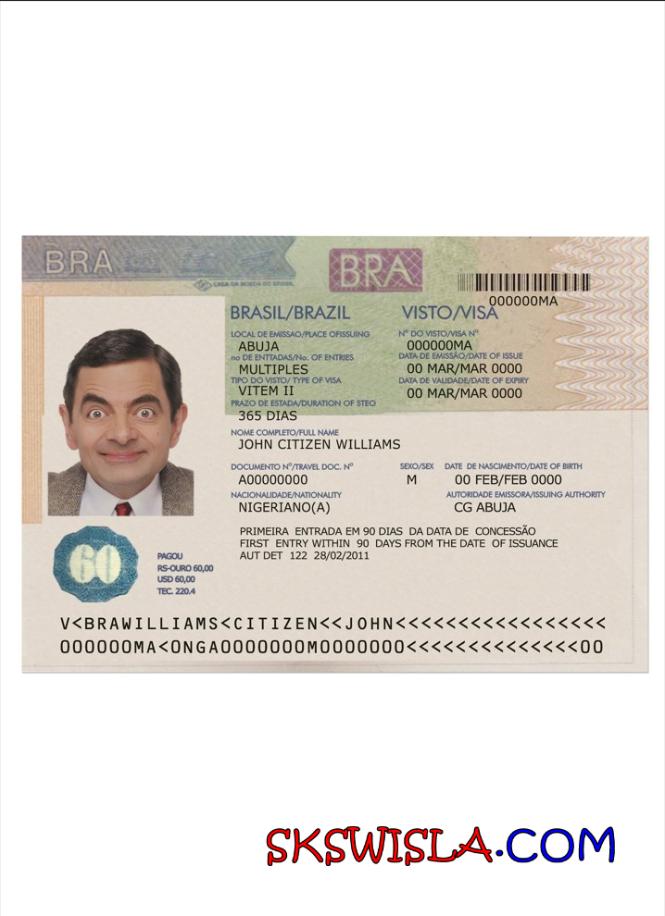 BRA
CASA DA MOEDA DO BRASIL
BRA
000000MA
BRASIL/BRAZIL
VISTO/VISA
LOCAL DE EMISSAO/PLACE OFISSUING
ABUJA
no DE ENTTADAS/No. OF ENTRIES
MULTIPLES
TIPO DO VISTO/ TYPE OF VISA
VITEM II
PRAZO DE ESTADA/DURATION OF STEO
365 DIAS
N° DO VISTO/VISA N°
000000MA
DATA DE EMISSÃO/DATE OF ISSUE
00 MAR/MAR 0000
DATA DE VALIDADE/DATE OF EXPIRY
00 MAR/MAR 0000
NOME COMPLETO/FULL NAME
JOHN CITIZEN WILLIAMS
DOCUMENTO N°/TRAVEL DOC. N°
A00000000
SEXO/SEX
M
DATE DE NASCIMENTO/DATE OF BIRTH
00 FEB/FEB 0000
NACIONALIDADE/NATIONALITY
NIGERIANO(A)
AUTORIDADE EMISSORA/ISSUING AUTHORITY
CG ABUJA
PRIMEIRA ENTRADA EM 90 DIAS DA DATA DE CONCESSÃO
FIRST ENTRY WITHIN 90 DAYS FROM THE DATE OF ISSUANCE
AUT DET 122 28/02/2011
60
PAGOU
RS-OURO 60,00
USD 60,00
TEC. 220.4
V<BRAWILLIAMS<CITIZEN<<JOHN<<<<<<<<<<<<<<<<<
000000MA<0NGA0000000M0000000<<<<<<<<<<<<<<00
SKSWISLA.COM